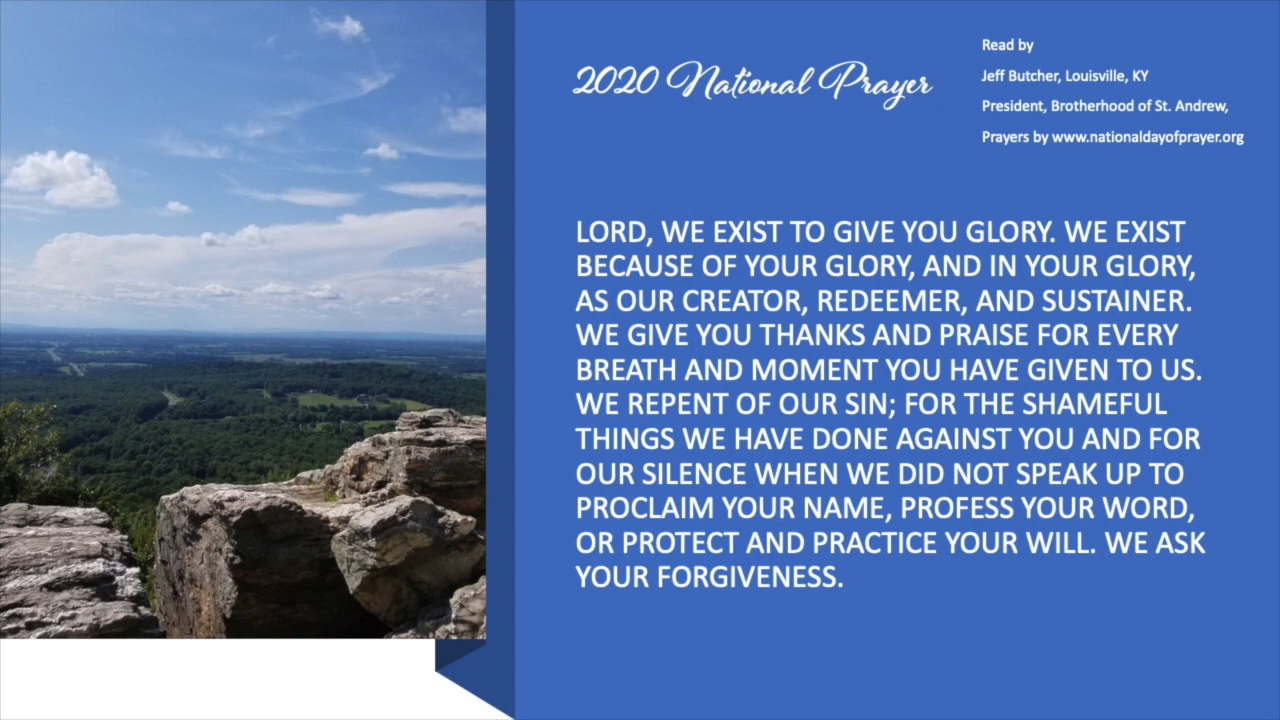 2020 National Prayer
Read by
Jeff Butcher, Louisville, KY
President, Brotherhood of St. Andrew,
Prayers by www.nationaldayofprayer.org
LORD, WE EXIST TO GIVE YOU GLORY. WE EXIST
BECAUSE OF YOUR GLORY, AND IN YOUR GLORY,
AS OUR CREATOR, REDEEMER, AND SUSTAINER.
WE GIVE YOU THANKS AND PRAISE FOR EVERY
BREATH AND MOMENT YOU HAVE GIVEN TO US.
WE REPENT OF OUR SIN; FOR THE SHAMEFUL
THINGS WE HAVE DONE AGAINST YOU AND FOR
OUR SILENCE WHEN WE DID NOT SPEAK UP TO
PROCLAIM YOUR NAME, PROFESS YOUR WORD,
OR PROTECT AND PRACTICE YOUR WILL. WE ASK
YOUR FORGIVENESS.